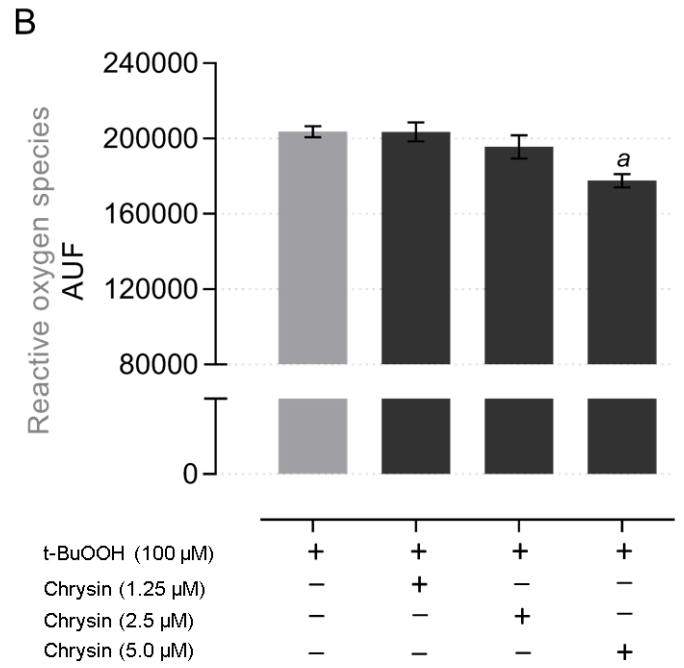 B
240000
200000
160000
120000
80000
0
Reactive oxygen species
AUF
a
t-BuOOH (100 µM) + + + +
Chrysin (1.25 µM) − + − −
Chrysin (2.5 µM) − − + −
Chrysin (5.0 µM) − − − +